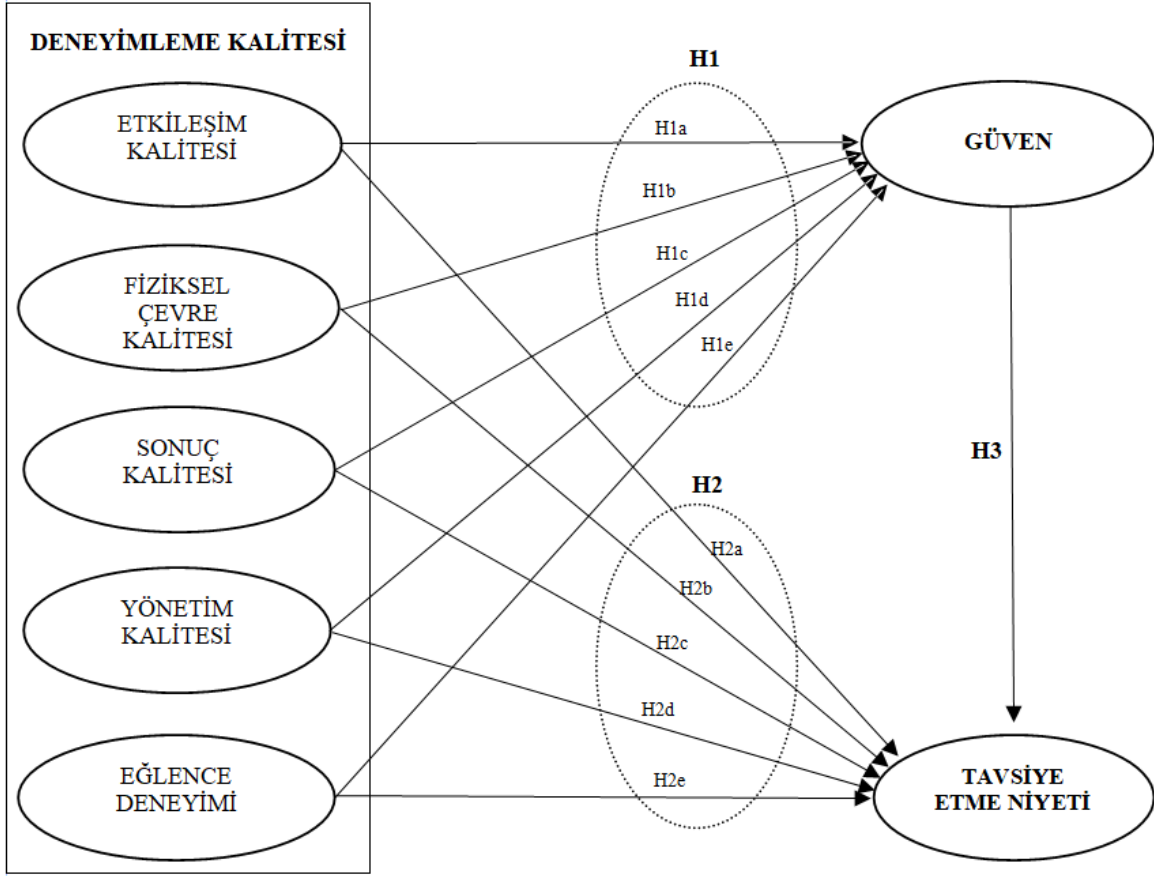 DENEYİMLEME KALİTESİ
ETKİLEŞİM
KALİTESİ
FİZİKSEL
ÇEVRE
KALİTESİ
SONUÇ
KALİTESİ
YÖNETİM
KALİTESİ
EĞLENCE
DENEYİMİ
H1
H1a
H1b
H1c
H1d
H1e
H2
H2a
H2b
H2c
H2d
H2e
GÜVEN
H3
TAVSİYE
ETME NİYETİ